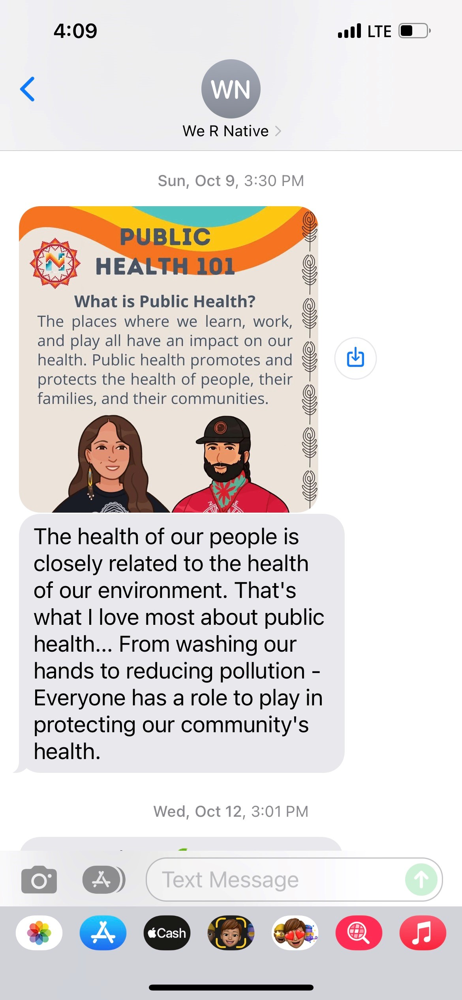 4:09
LTE
WN
We R Native
Sun, Oct 9, 3:30 PM
PUBLIC
HEALTH 101
N
What is Public Health?
The places where we learn, work,
and play all have an impact on our
health. Public health promotes and
protects the health of people, their
families, and their communities.
N E
The health of our people is
closely related to the health
of our environment. That's
what I love most about public
health... From washing our
hands to reducing pollution -
Everyone has a role to play in
protecting our community's
health.
Wed, Oct 12, 3:01 PM
Text Message
Cash